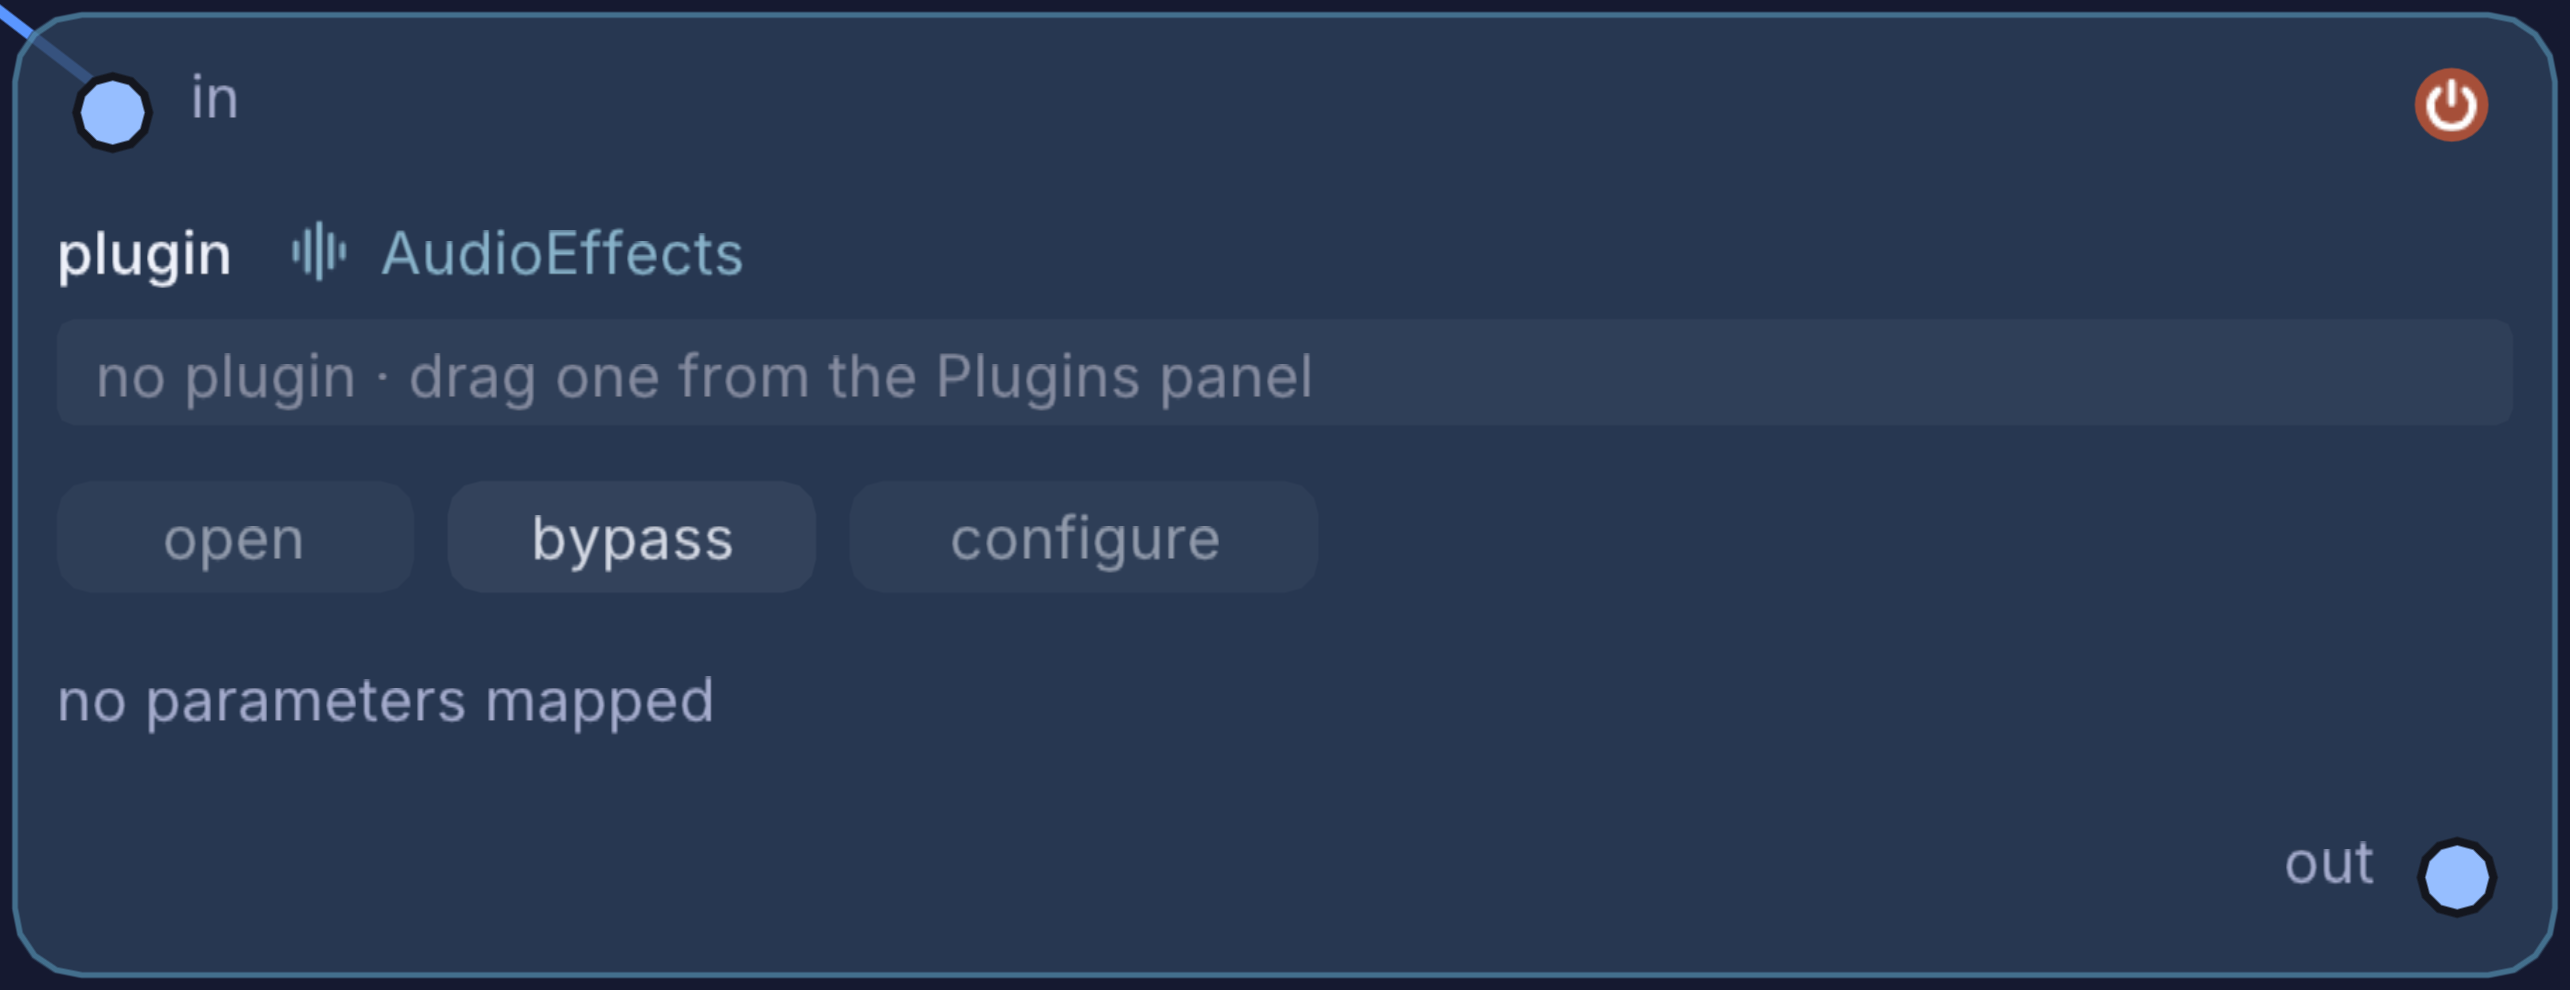 in
plugin AudioEffects
no plugin · drag one from the Plugins panel
open bypass configure
no parameters mapped
out